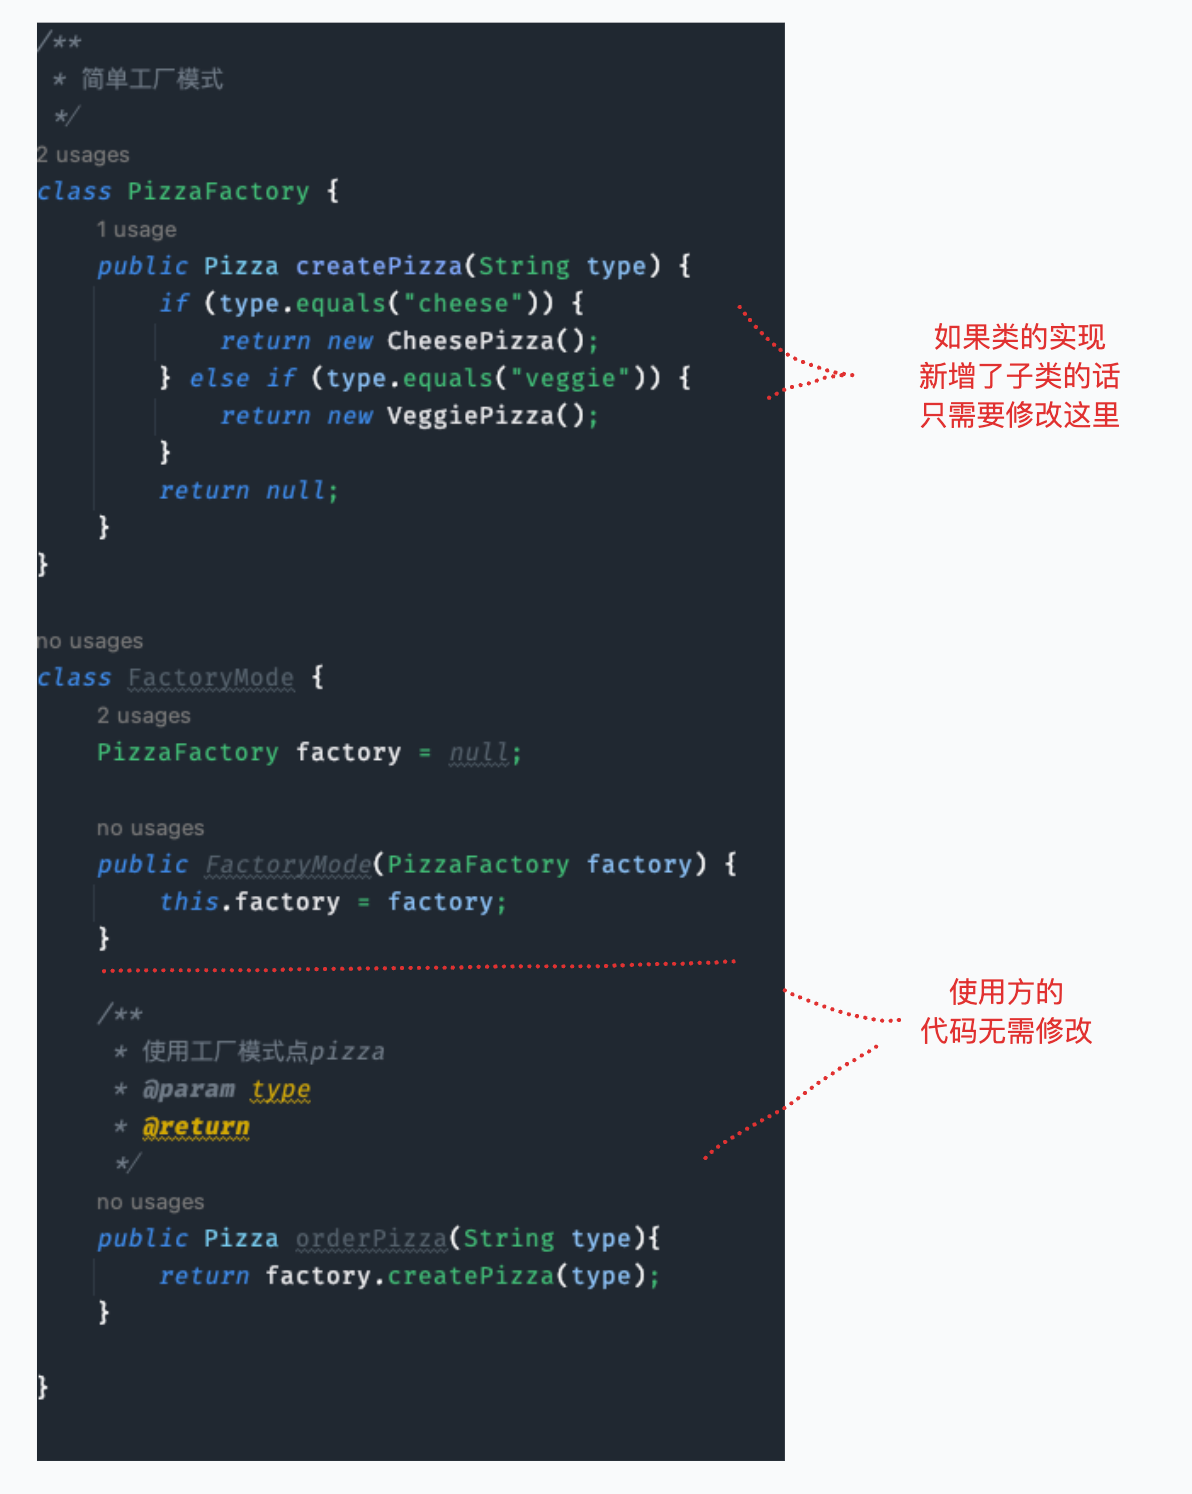 /**
 * 简单工厂模式
 */
2 usages
class PizzaFactory {
1 usage
public Pizza createPizza(String type) {
if (type.equals("cheese")) {
return new CheesePizza();
} else if (type.equals("veggie")) {
return new VeggiePizza();
}
return null;
}
}
如果类的实现
新增了子类的话
只需要修改这里
no usages
class FactoryMode {
2 usages
PizzaFactory factory = null;
no usages
public FactoryMode(PizzaFactory factory) {
this.factory = factory;
}
/**
 * 使用工厂模式点pizza
 * @param type
 * @return
 */
no usages
public Pizza orderPizza(String type){
return factory.createPizza(type);
}
}
使用方的
代码无需修改